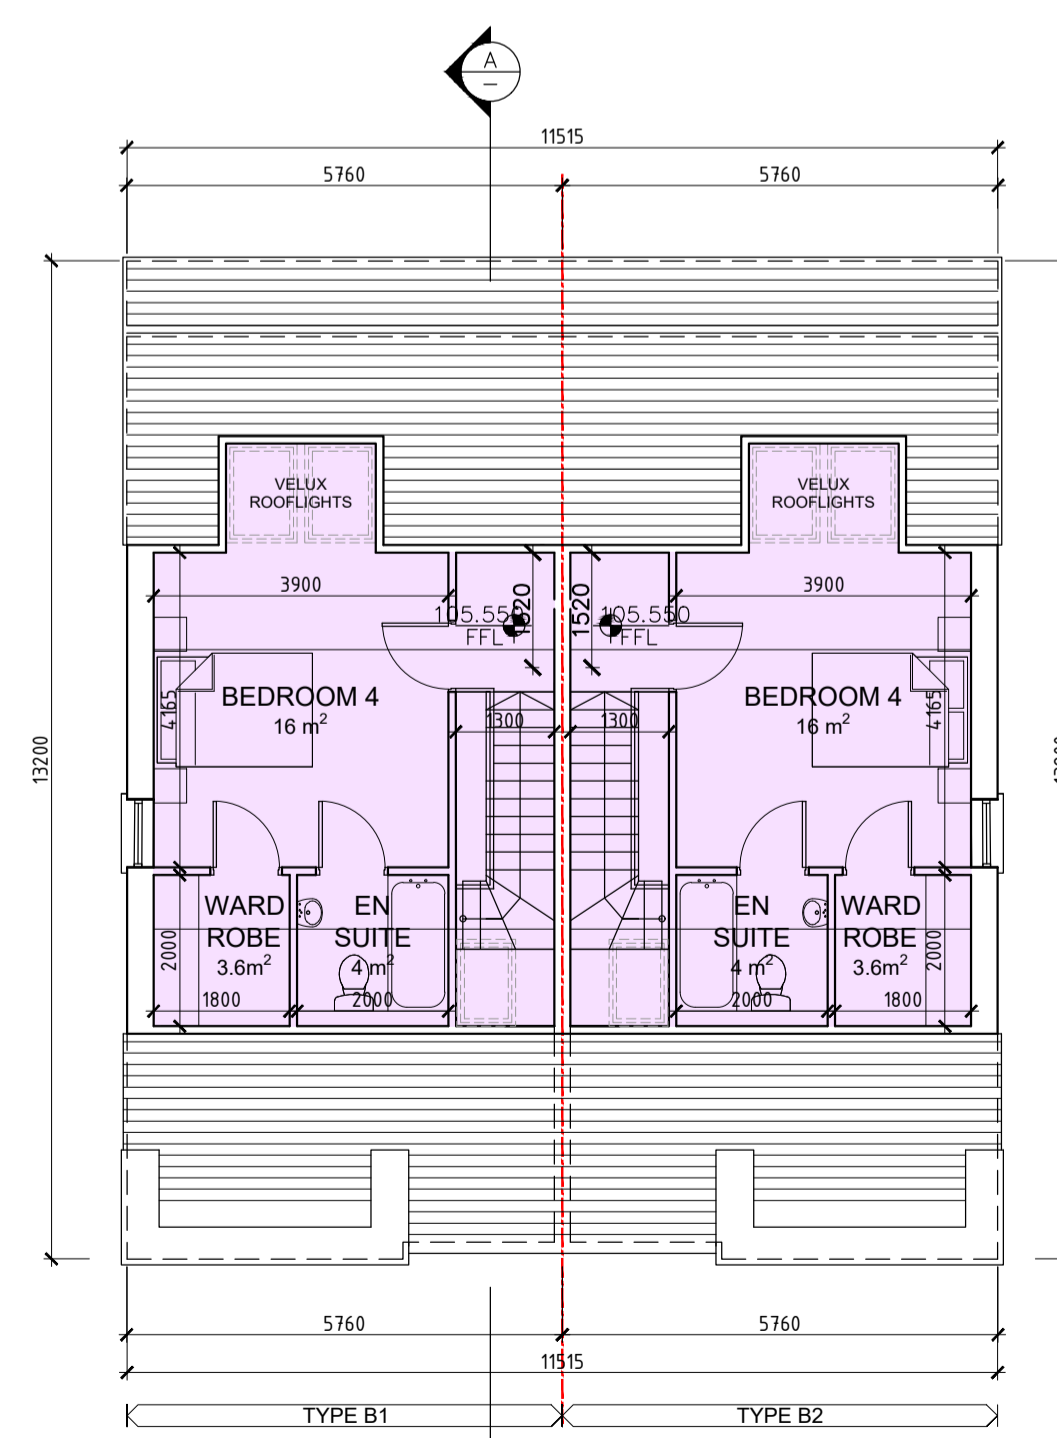 A
–
11515
5760 5760
VELUX
ROOFLIGHTS
VELUX
ROOFLIGHTS
3900
3900
1520
1520
105.550
FFL
105.550
FFL
13200
BEDROOM 4
16 m²
4165
1300
1300
BEDROOM 4
16 m²
4165
WARD
ROBE
3.6m²
2000
1800
EN
SUITE
4 m²
2000
EN
SUITE
4 m²
2000
WARD
ROBE
3.6m²
2000
1800
5760 5760
11515
TYPE B1 TYPE B2